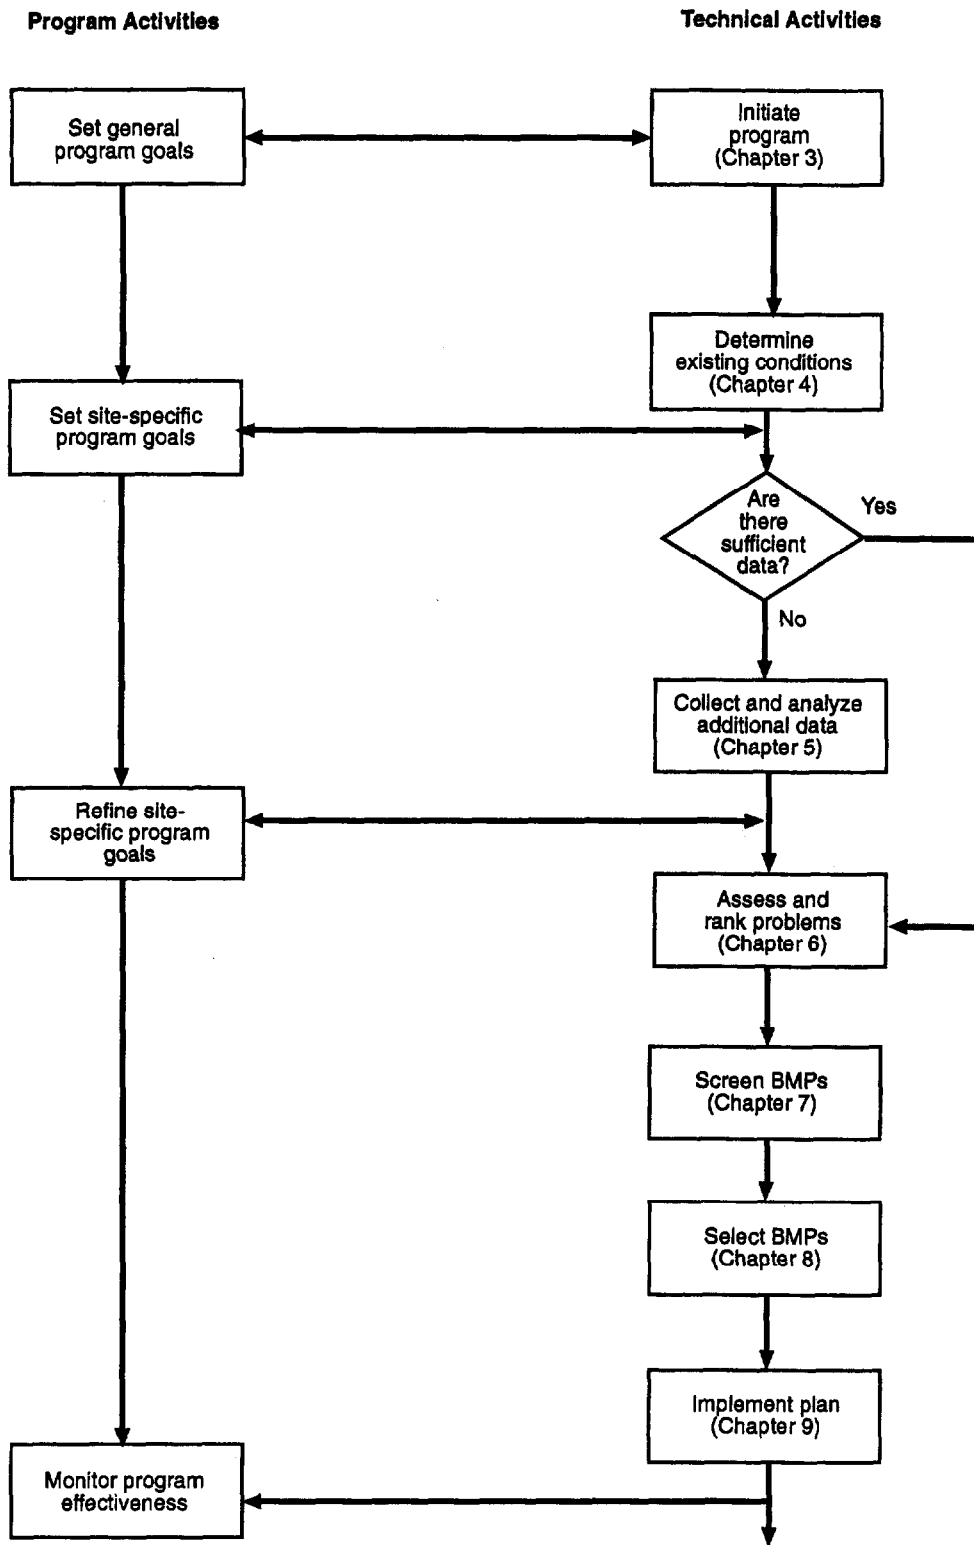 Program Activities
Technical Activities
Set general
program goals
Initiate
program
(Chapter 3)
Determine
existing conditions
(Chapter 4)
Set site-specific
program goals
Are
there
sufficient
data?
Yes
No
Collect and analyze
additional data
(Chapter 5)
Refine site-
specific program
goals
Assess and
rank problems
(Chapter 6)
Screen BMPs
(Chapter 7)
Select BMPs
(Chapter 8)
Implement plan
(Chapter 9)
Monitor program
effectiveness